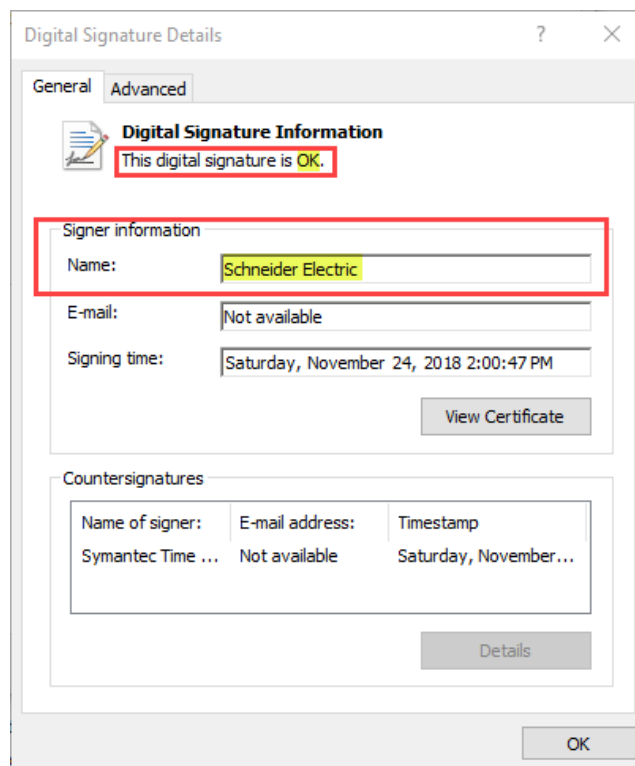 Digital Signature Details
General Advanced
Digital Signature Information
This digital signature is OK.
Signer information
Name: Schneider Electric
E-mail: Not available
Signing time: Saturday, November 24, 2018 2:00:47 PM
View Certificate
Countersignatures
Name of signer: E-mail address: Timestamp
Symantec Time ... Not available Saturday, November...
Details
OK